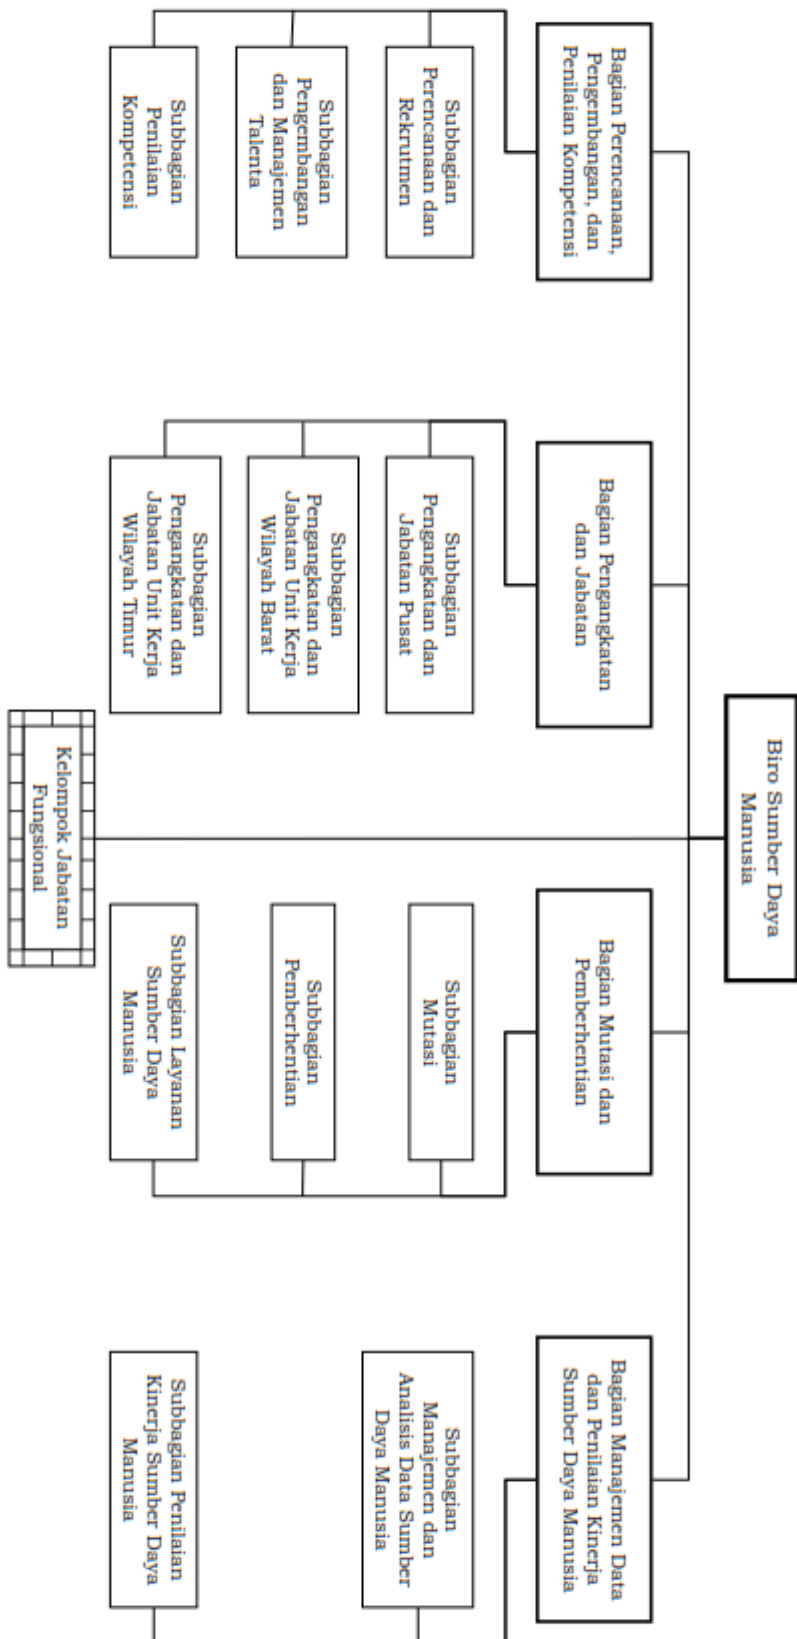 Biro Sumber Daya
Manusia
Bagian Perencanaan,
Pengembangan, dan
Penilaian Kompetensi
Subbagian
Perencanaan dan
Rekrutmen
Subbagian
Pengembangan
dan Manajemen
Talenta
Subbagian
Penilaian
Kompetensi
Bagian Pengangkatan
dan Jabatan
Subbagian
Pengangkatan dan
Jabatan Pusat
Subbagian
Pengangkatan dan
Jabatan Unit Kerja
Wilayah Barat
Subbagian
Pengangkatan dan
Jabatan Unit Kerja
Wilayah Timur
Bagian Mutasi dan
Pemberhentian
Subbagian
Mutasi
Subbagian
Pemberhentian
Subbagian Layanan
Sumber Daya
Manusia
Bagian Manajemen Data
dan Penilaian Kinerja
Sumber Daya Manusia
Subbagian
Manajemen dan
Analisis Data Sumber
Daya Manusia
Subbagian Penilaian
Kinerja Sumber Daya
Manusia
Kelompok Jabatan
Fungsional